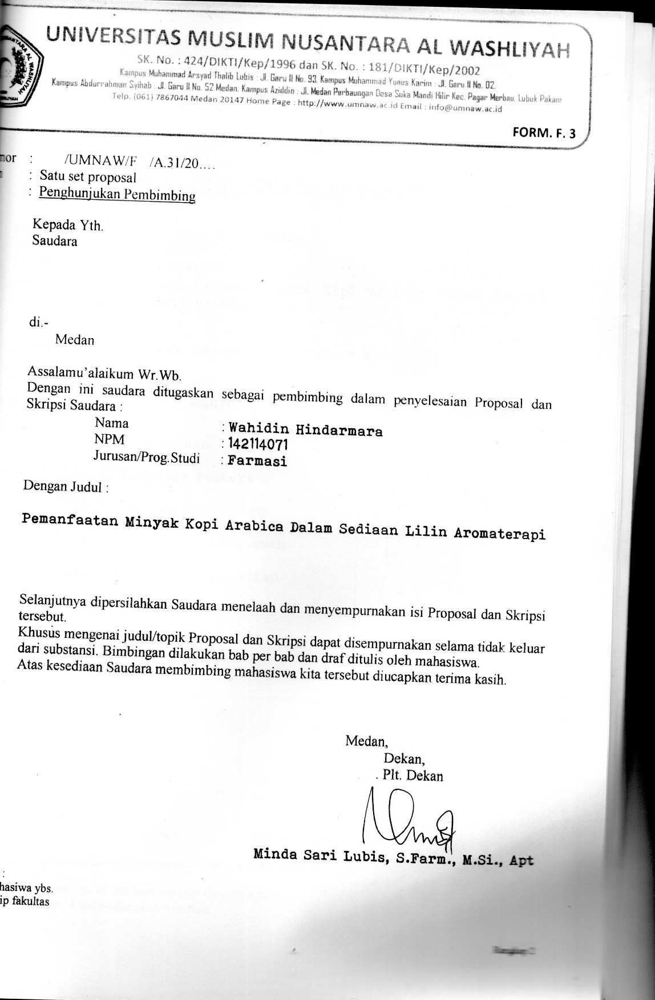 UNIVERSITAS MUSLIM NUSANTARA AL WASHLIYAH
SK. No. : 424/DIKTI/Kep/1996 dan SK. No. : 181/DIKTI/Kep/2002
Kampus Muhammad Arsyad Thalib Lubis : Jl. Garu II No. 93. Kampus Muhammad Yunus Karim : Jl. Garu II No. 02.
Kampus Abdurrahman Syihab : Jl. Garu II No. 52 Medan. Kampus Aziddin : Jl. Medan Perbaungan Desa Suka Mandi Hilir Kec. Pagar Merbau. Lubuk Pakam
Telp. (061) 7867044 Medan 20147 Home Page : http://www.umnaw.ac.id Email : info@umnaw.ac.id
FORM. F. 3
nor : /UMNAW/F /A.31/20....
: Satu set proposal
: Penghunjukan Pembimbing
Kepada Yth.
Saudara
di.-
Medan
Assalamu’alaikum Wr.Wb.
Dengan ini saudara ditugaskan sebagai pembimbing dalam penyelesaian Proposal dan
Skripsi Saudara :
Nama : Wahidin Hindarmara
NPM : 142114071
Jurusan/Prog.Studi : Farmasi
Dengan Judul :
Pemanfaatan Minyak Kopi Arabica Dalam Sediaan Lilin Aromaterapi
Selanjutnya dipersilahkan Saudara menelaah dan menyempurnakan isi Proposal dan Skripsi
tersebut.
Khusus mengenai judul/topik Proposal dan Skripsi dapat disempurnakan selama tidak keluar
dari substansi. Bimbingan dilakukan bab per bab dan draf ditulis oleh mahasiswa.
Atas kesediaan Saudara membimbing mahasiswa kita tersebut diucapkan terima kasih.
Medan,
Dekan,
. Plt. Dekan
Minda Sari Lubis, S.Farm., M.Si., Apt
:
hasiwa ybs.
ip fakultas